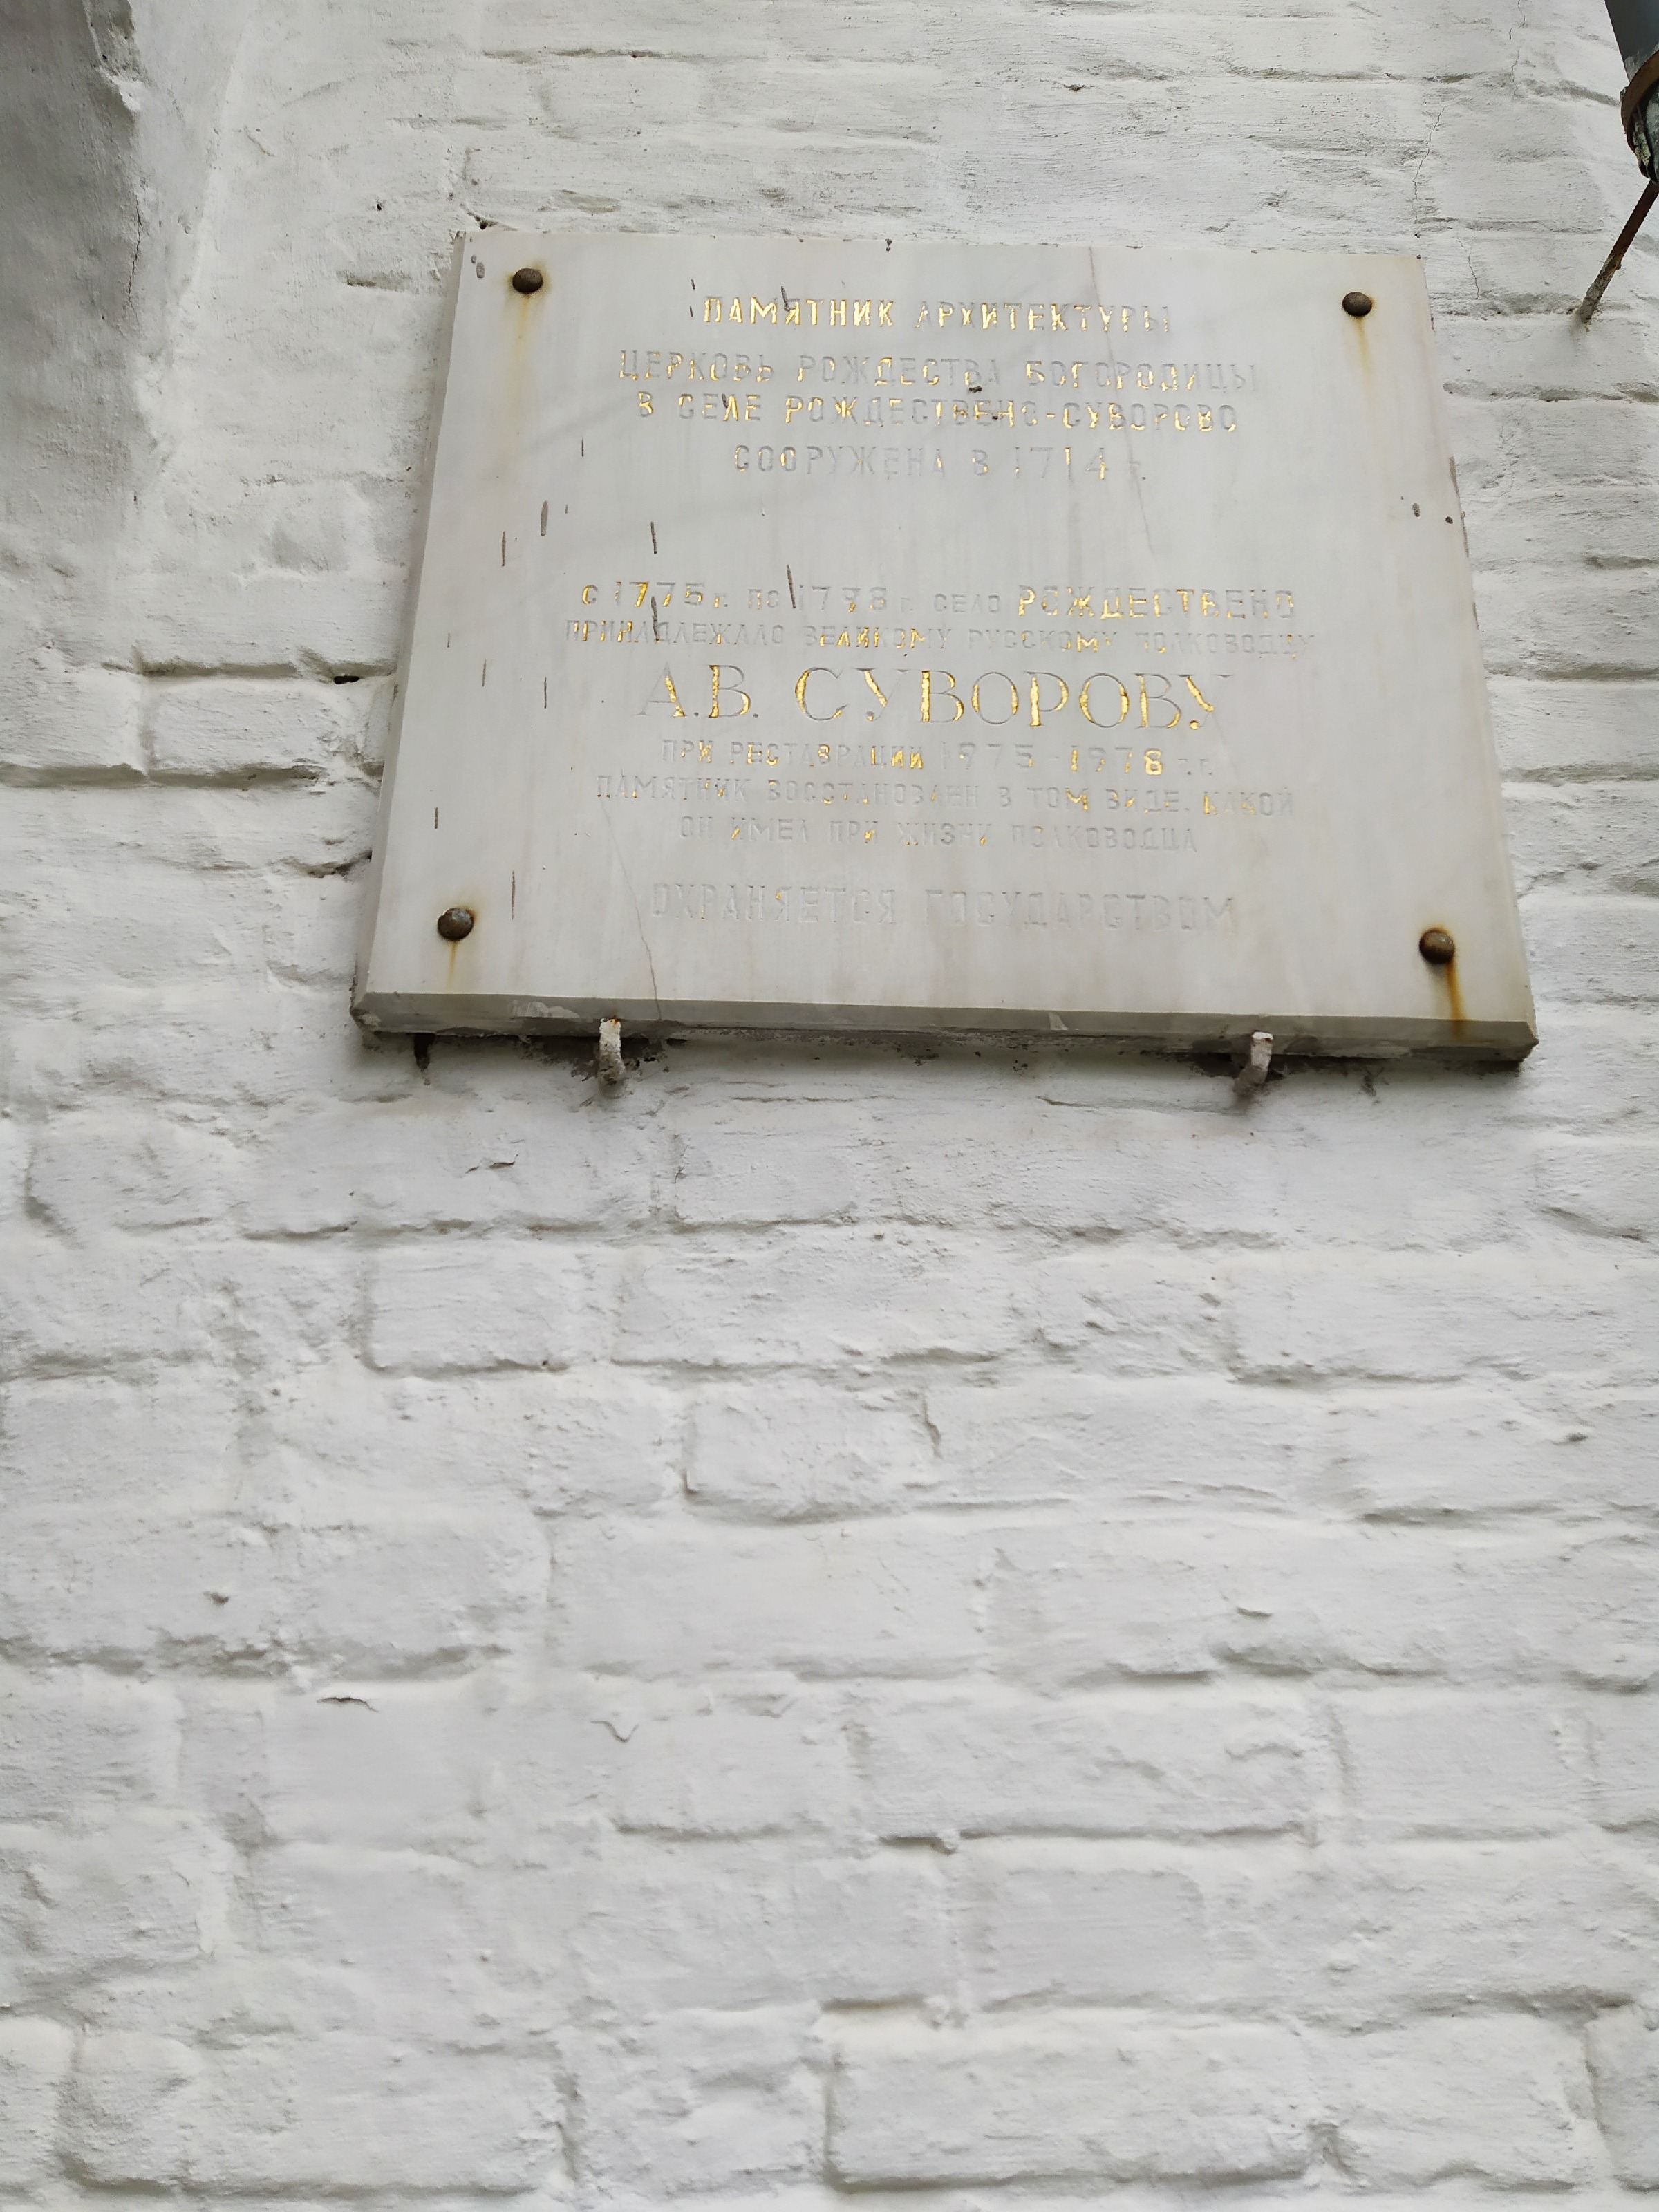 ПАМЯТНИК АРХИТЕКТУРЫ
ЦЕРКОВЬ РОЖДЕСТВА БОГОРОДИЦЫ
В СЕЛЕ РОЖДЕСТВЕНО-СУВОРОВО
СООРУЖЕНА В 1714 г.
С 1775 г. ПО 1778 г. СЕЛО РОЖДЕСТВЕНО
ПРИНАДЛЕЖАЛО ВЕЛИКОМУ РУССКОМУ ПОЛКОВОДЦУ
А.В. СУВОРОВУ
ПРИ РЕСТАВРАЦИИ 1975-1978 г.г.
ПАМЯТНИК ВОССТАНОВЛЕН В ТОМ ВИДЕ, КАКОЙ
ОН ИМЕЛ ПРИ ЖИЗНИ ПОЛКОВОДЦА
ОХРАНЯЕТСЯ ГОСУДАРСТВОМ